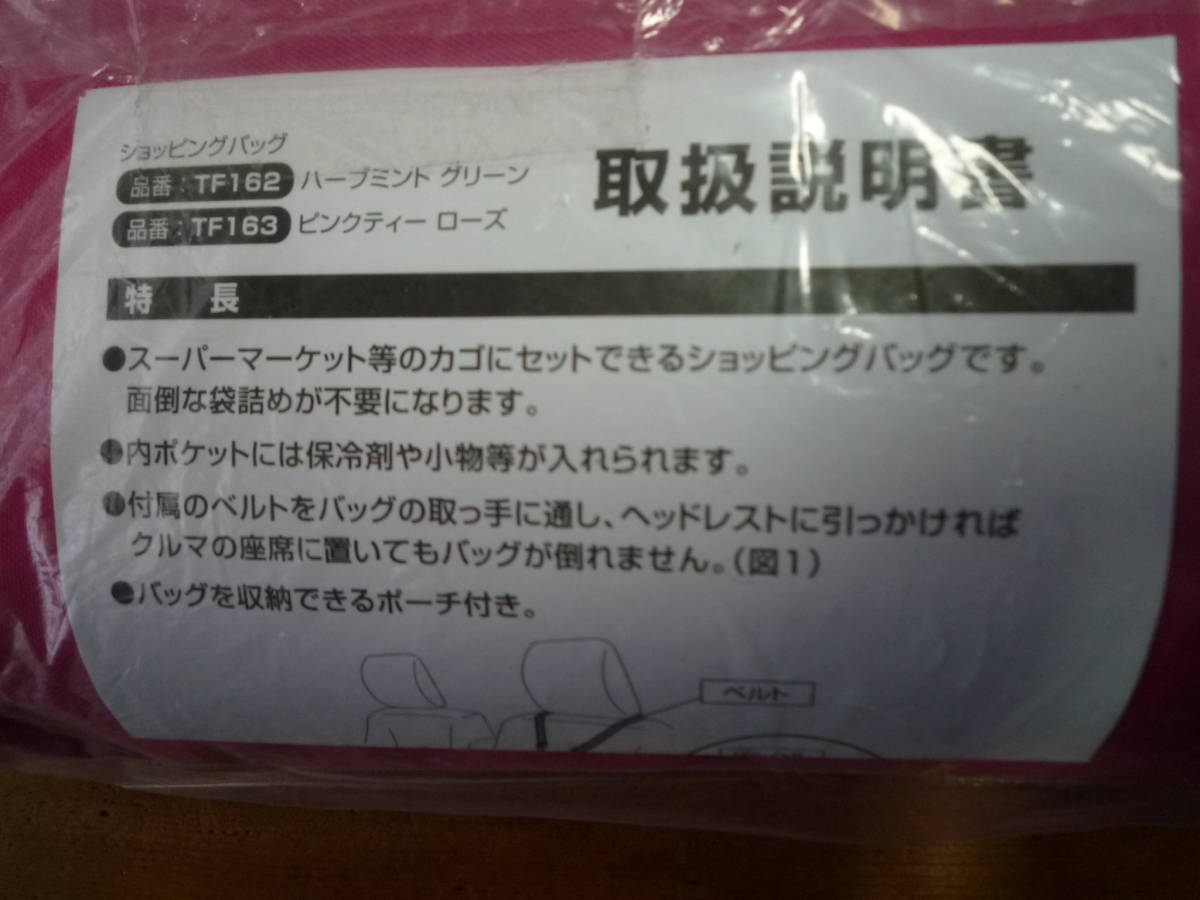 ショッピングバッグ
品番：TF162 ハーブミント グリーン
品番：TF163 ピンクティー ローズ
取扱説明書
特 長
●スーパーマーケット等のカゴにセットできるショッピングバッグです。
面倒な袋詰めが不要になります。
●内ポケットには保冷剤や小物等が入れられます。
●付属のベルトをバッグの取っ手に通し、ヘッドレストに引っかければ
クルマの座席に置いてもバッグが倒れません。（図1）
●バッグを収納できるポーチ付き。
ベルト